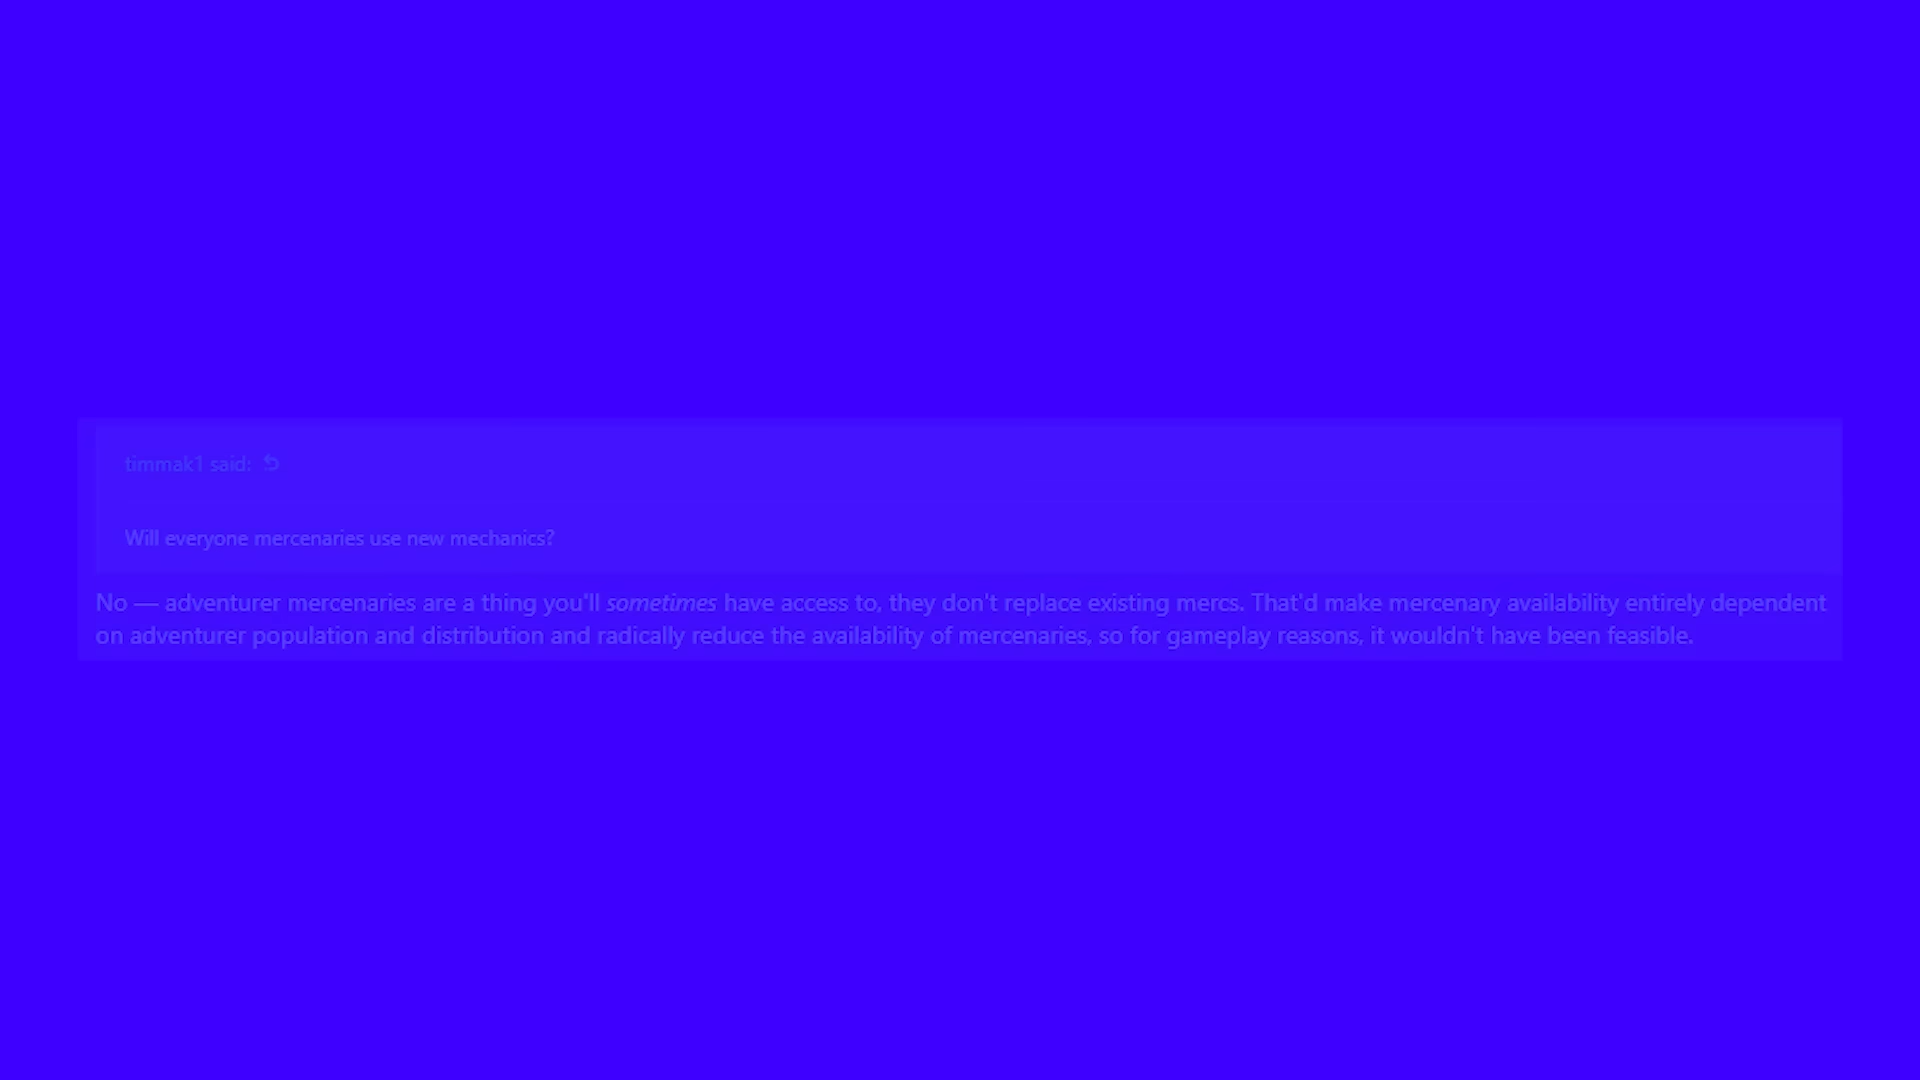 timmak1 said:
Will everyone mercenaries use new mechanics?
No — adventurer mercenaries are a thing you'll sometimes have access to, they don't replace existing mercs. That'd make mercenary availability entirely dependent
on adventurer population and distribution and radically reduce the availability of mercenaries, so for gameplay reasons, it wouldn't have been feasible.